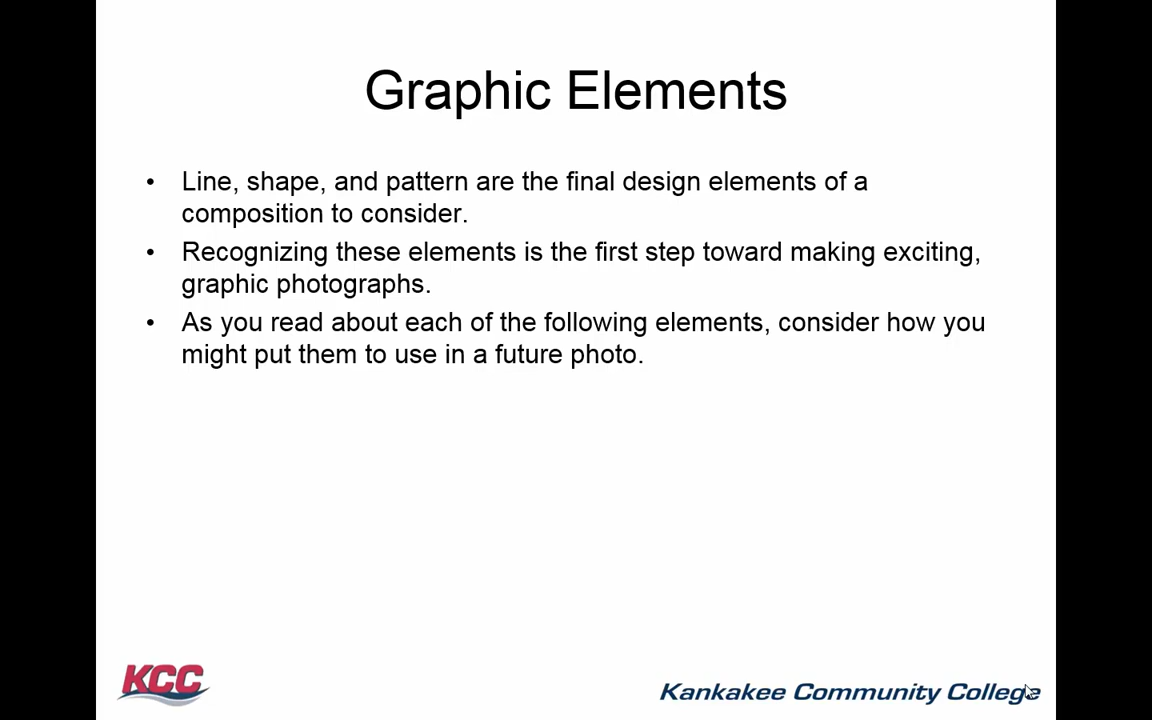 Graphic Elements
• Line, shape, and pattern are the final design elements of a
composition to consider.
• Recognizing these elements is the first step toward making exciting,
graphic photographs.
• As you read about each of the following elements, consider how you
might put them to use in a future photo.
KCC
Kankakee Community College